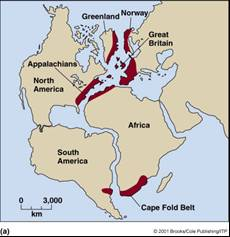 Greenland
Norway
Great
Britain
Appalachians
North
America
Africa
South
America
0 3,000
km
Cape Fold Belt
(a)
© 2001 Brooks/Cole Publishing/ITP